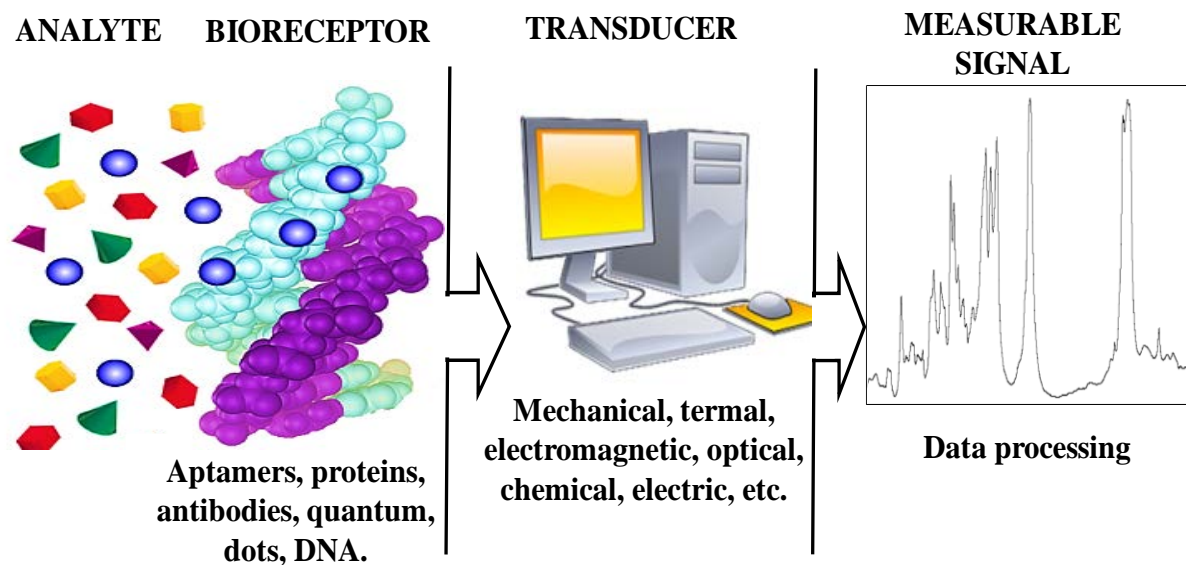 ANALYTE
BIORECEPTOR
TRANSDUCER
MEASURABLE
SIGNAL
Aptamers, proteins,
antibodies, quantum,
dots, DNA.
Mechanical, termal,
electromagnetic, optical,
chemical, electric, etc.
Data processing